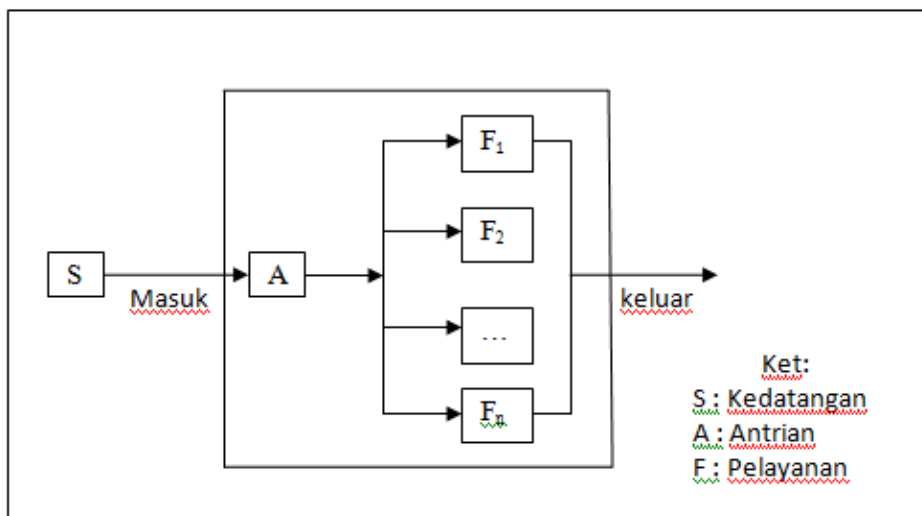 F₁
F₂
S
A
Masuk
keluar
...
Fₙ
Ket:
S : Kedatangan
A : Antrian
F : Pelayanan